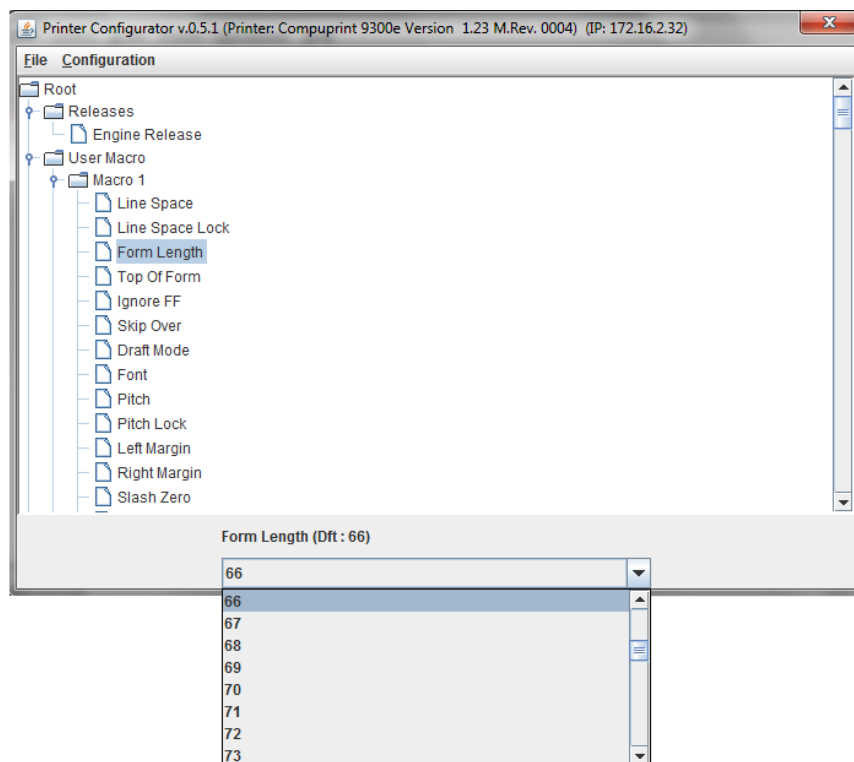 Printer Configurator v.0.5.1 (Printer: Compuprint 9300e Version 1.23 M.Rev. 0004) (IP: 172.16.2.32)
File Configuration
Root
Releases
Engine Release
User Macro
Macro 1
Line Space
Line Space Lock
Form Length
Top Of Form
Ignore FF
Skip Over
Draft Mode
Font
Pitch
Pitch Lock
Left Margin
Right Margin
Slash Zero
Form Length (Dft : 66)
66
66
67
68
69
70
71
72
73